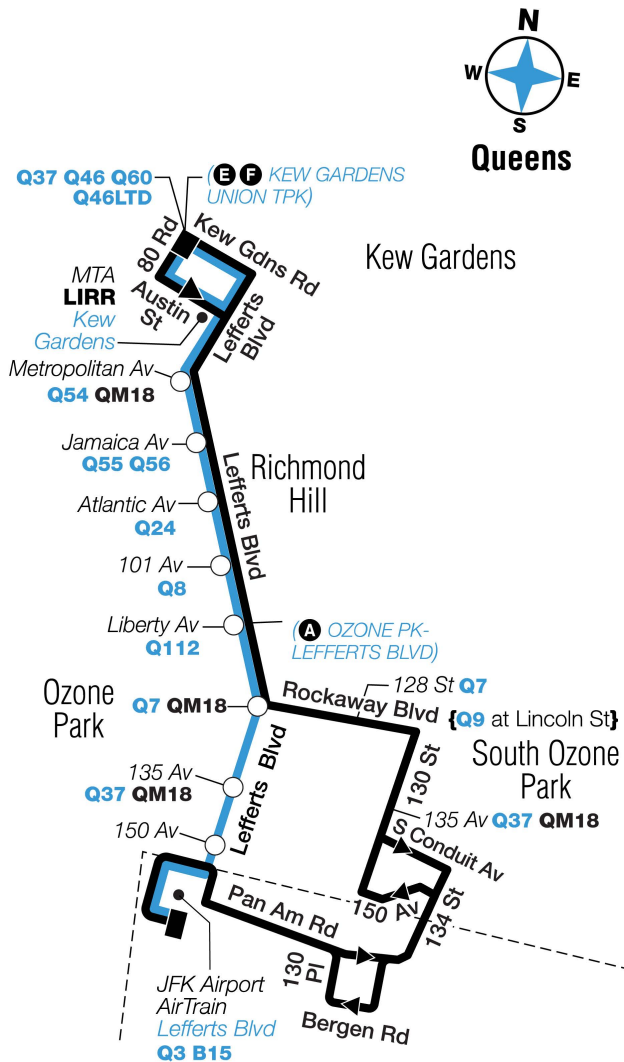 N
W
E
S
Queens
Q37 Q46 Q60
Q46LTD
(E F KEW GARDENS
UNION TPK)
Kew Gdns Rd
80 Rd
Austin
St
Lefferts
Blvd
Kew Gardens
MTA
LIRR
Kew
Gardens
Metropolitan Av
Q54 QM18
Jamaica Av
Q55 Q56
Lefferts Blvd
Richmond
Hill
Atlantic Av
Q24
101 Av
Q8
Liberty Av
Q112
(A OZONE PK-
LEFFERTS BLVD)
Ozone
Park
Q7 QM18
128 St Q7
Rockaway Blvd
{Q9 at Lincoln St}
South Ozone
Park
Lefferts Blvd
130 St
135 Av
Q37 QM18
135 Av Q37 QM18
150 Av
S Conduit Av
150 Av
134 St
Pan Am Rd
130
Pl
Bergen Rd
JFK Airport
AirTrain
Lefferts Blvd
Q3 B15